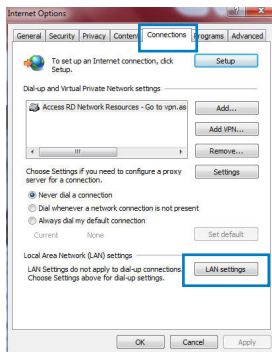 Internet Options
General Security Privacy Content Connections Programs Advanced
To set up an Internet connection, click
Setup.
Setup
Dial-up and Virtual Private Network settings
Access RD Network Resources - Go to vpn.as
Add...
Add VPN...
Remove...
Choose Settings if you need to configure a proxy
server for a connection.
Settings
Never dial a connection
Dial whenever a network connection is not present
Always dial my default connection
Current None
Set default
Local Area Network (LAN) settings
LAN Settings do not apply to dial-up connections.
Choose Settings above for dial-up settings.
LAN settings
OK Cancel Apply